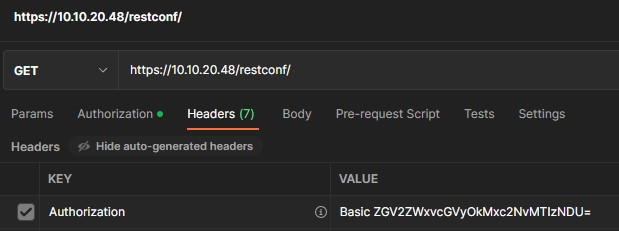 https://10.10.20.48/restconf/
GET https://10.10.20.48/restconf/
Params Authorization Headers (7) Body Pre-request Script Tests Settings
Headers Hide auto-generated headers
KEY VALUE
Authorization Basic ZGV2ZWxvcGVyOkMxc2NvMTIzNDU=